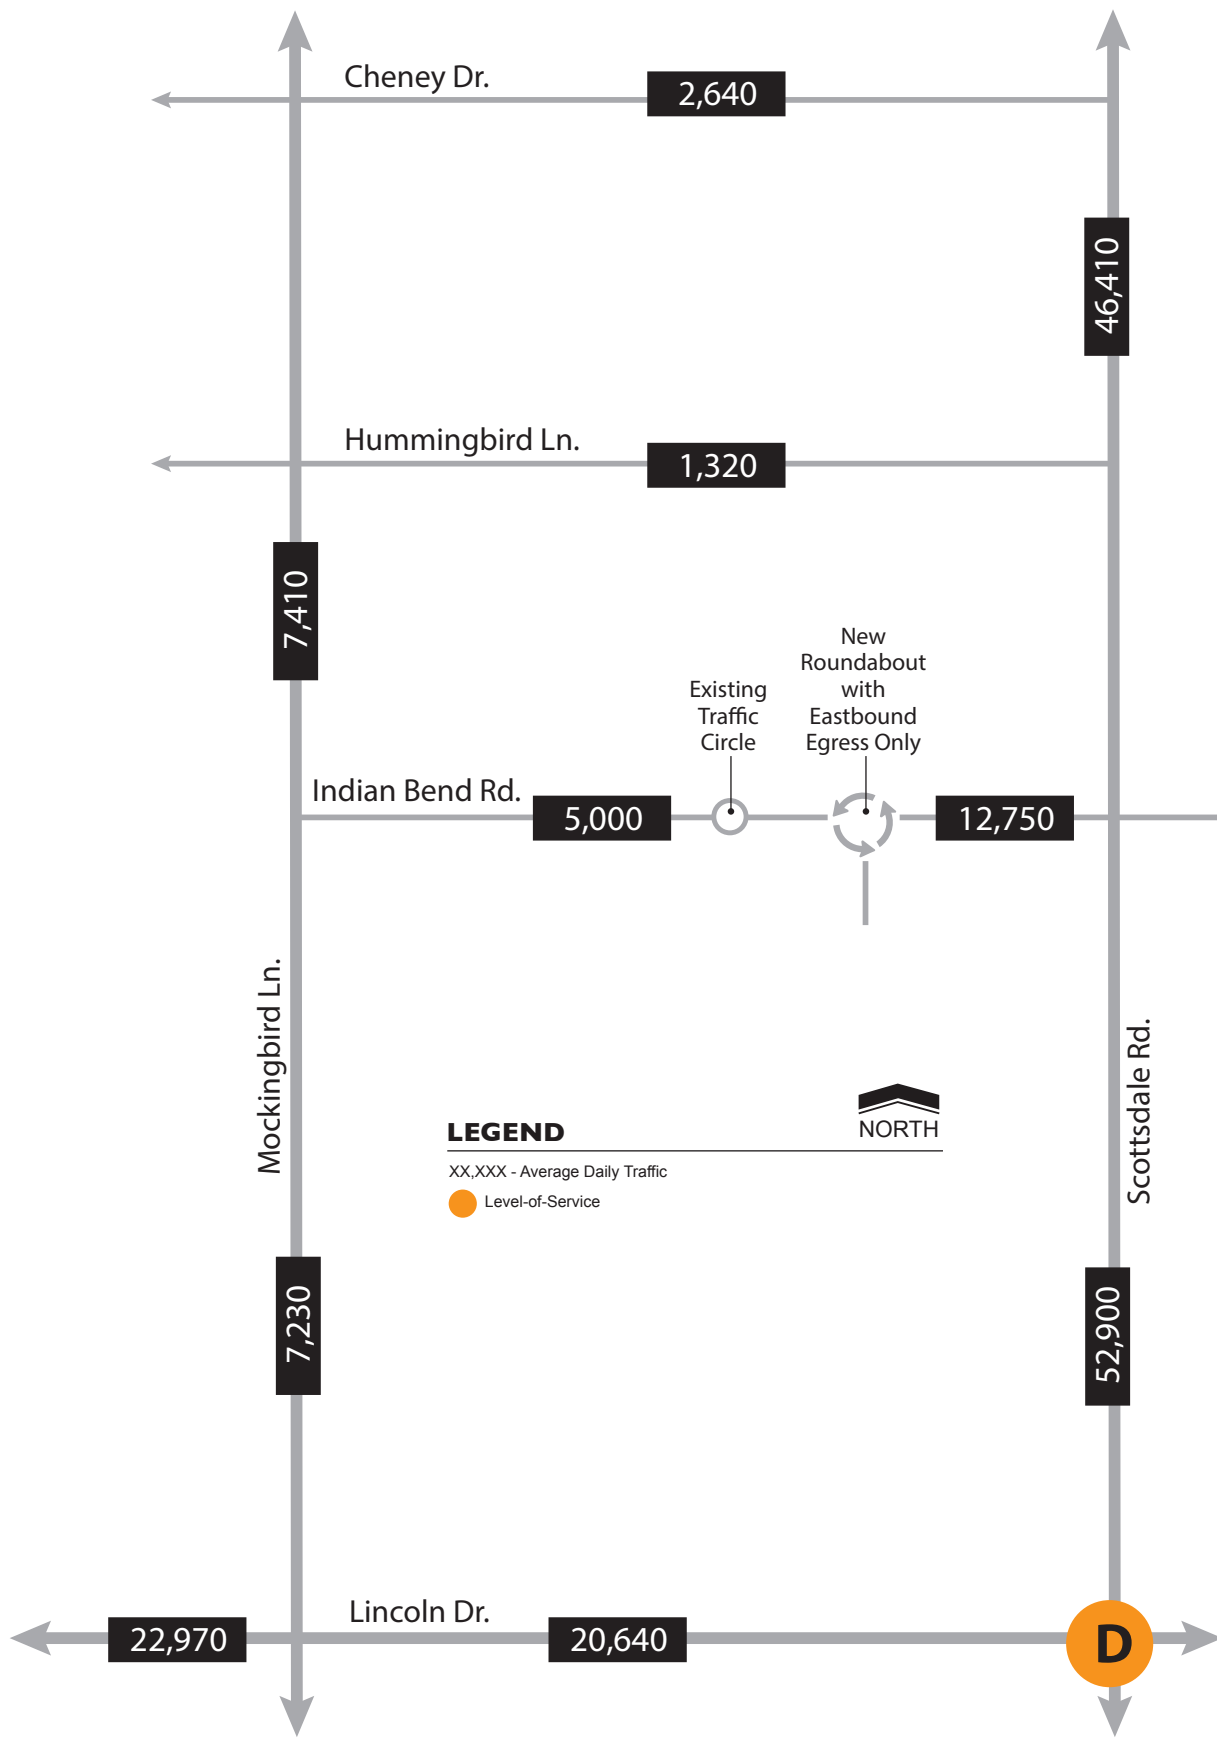 Cheney Dr.
2,640
46,410
Hummingbird Ln.
1,320
7,410
New
Roundabout
with
Eastbound
Egress Only
Existing
Traffic
Circle
Indian Bend Rd.
5,000
12,750
Mockingbird Ln.
Scottsdale Rd.
NORTH
LEGEND
XX,XXX - Average Daily Traffic
Level-of-Service
7,230
52,900
Lincoln Dr.
22,970
20,640
D